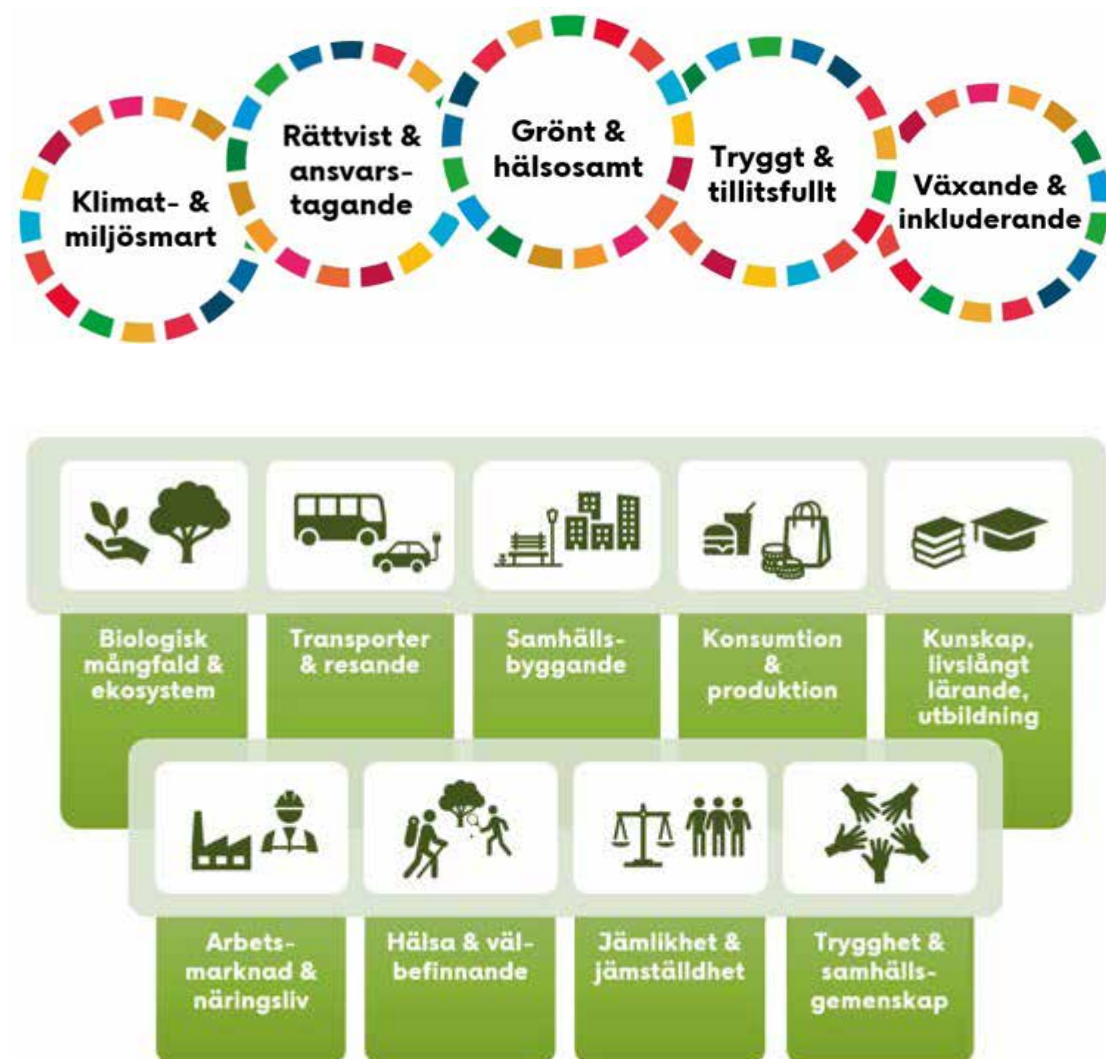 Klimat- &
miljösmart
Rättvist &
ansvars-
tagande
Grönt &
hälsosamt
Tryggt &
tillitsfullt
Växande &
inkluderande
Biologisk
mångfald &
ekosystem
Transporter
& resande
Samhälls-
byggande
Konsumtion
&
produktion
Kunskap,
livslångt
lärande,
utbildning
Arbets-
marknad &
näringsliv
Hälsa & väl-
befinnande
Jämlikhet &
jämställdhet
Trygghet &
samhälls-
gemenskap